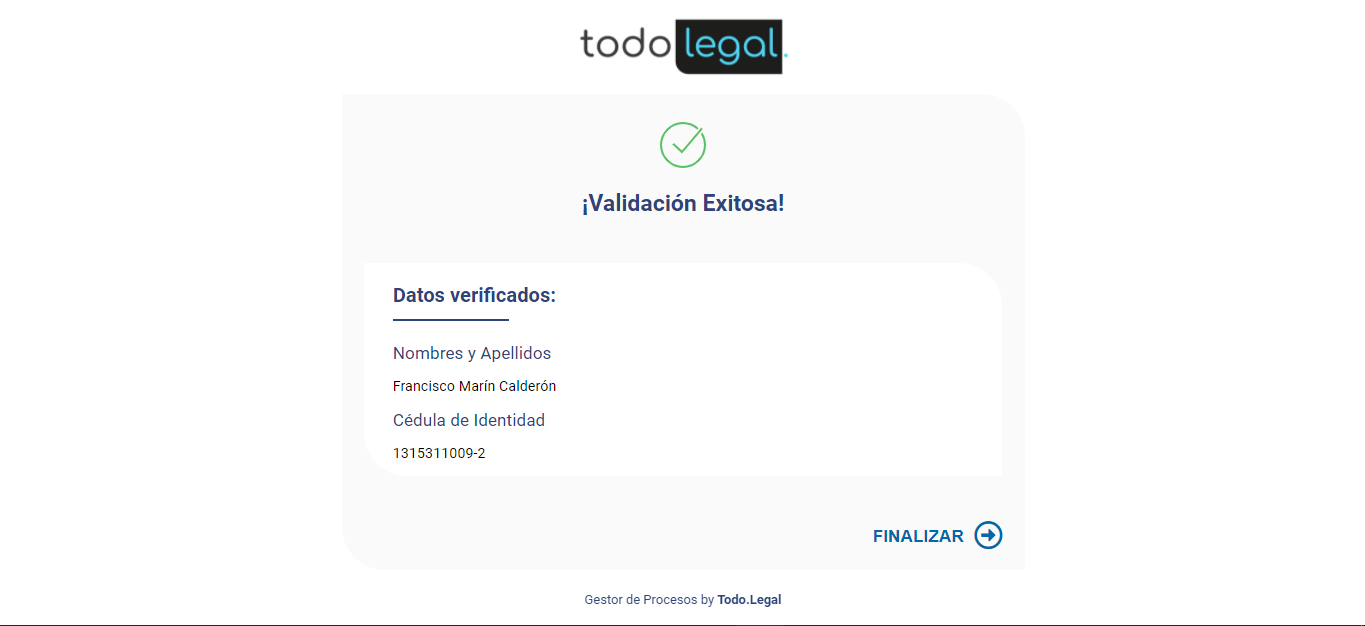 todo legal.
¡Validación Exitosa!
Datos verificados:
Nombres y Apellidos
Francisco Marín Calderón
Cédula de Identidad
1315311009-2
FINALIZAR
Gestor de Procesos by Todo.Legal